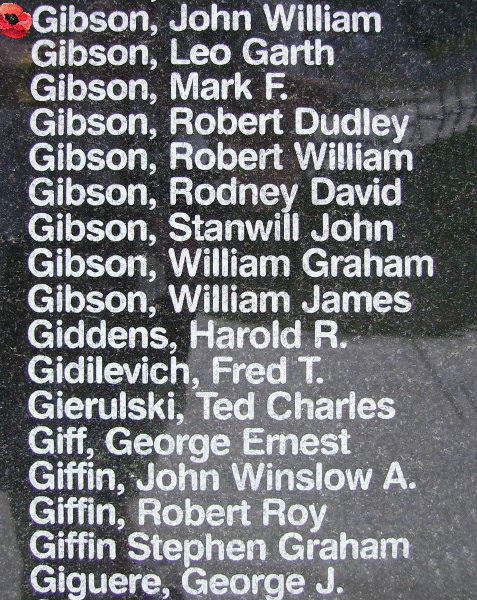 Gibson, John William
Gibson, Leo Garth
Gibson, Mark F.
Gibson, Robert Dudley
Gibson, Robert William
Gibson, Rodney David
Gibson, Stanwill John
Gibson, William Graham
Gibson, William James
Giddens, Harold R.
Gidilevich, Fred T.
Gierulski, Ted Charles
Giff, George Ernest
Giffin, John Winslow A.
Giffin, Robert Roy
Giffin Stephen Graham
Giguere, George J.